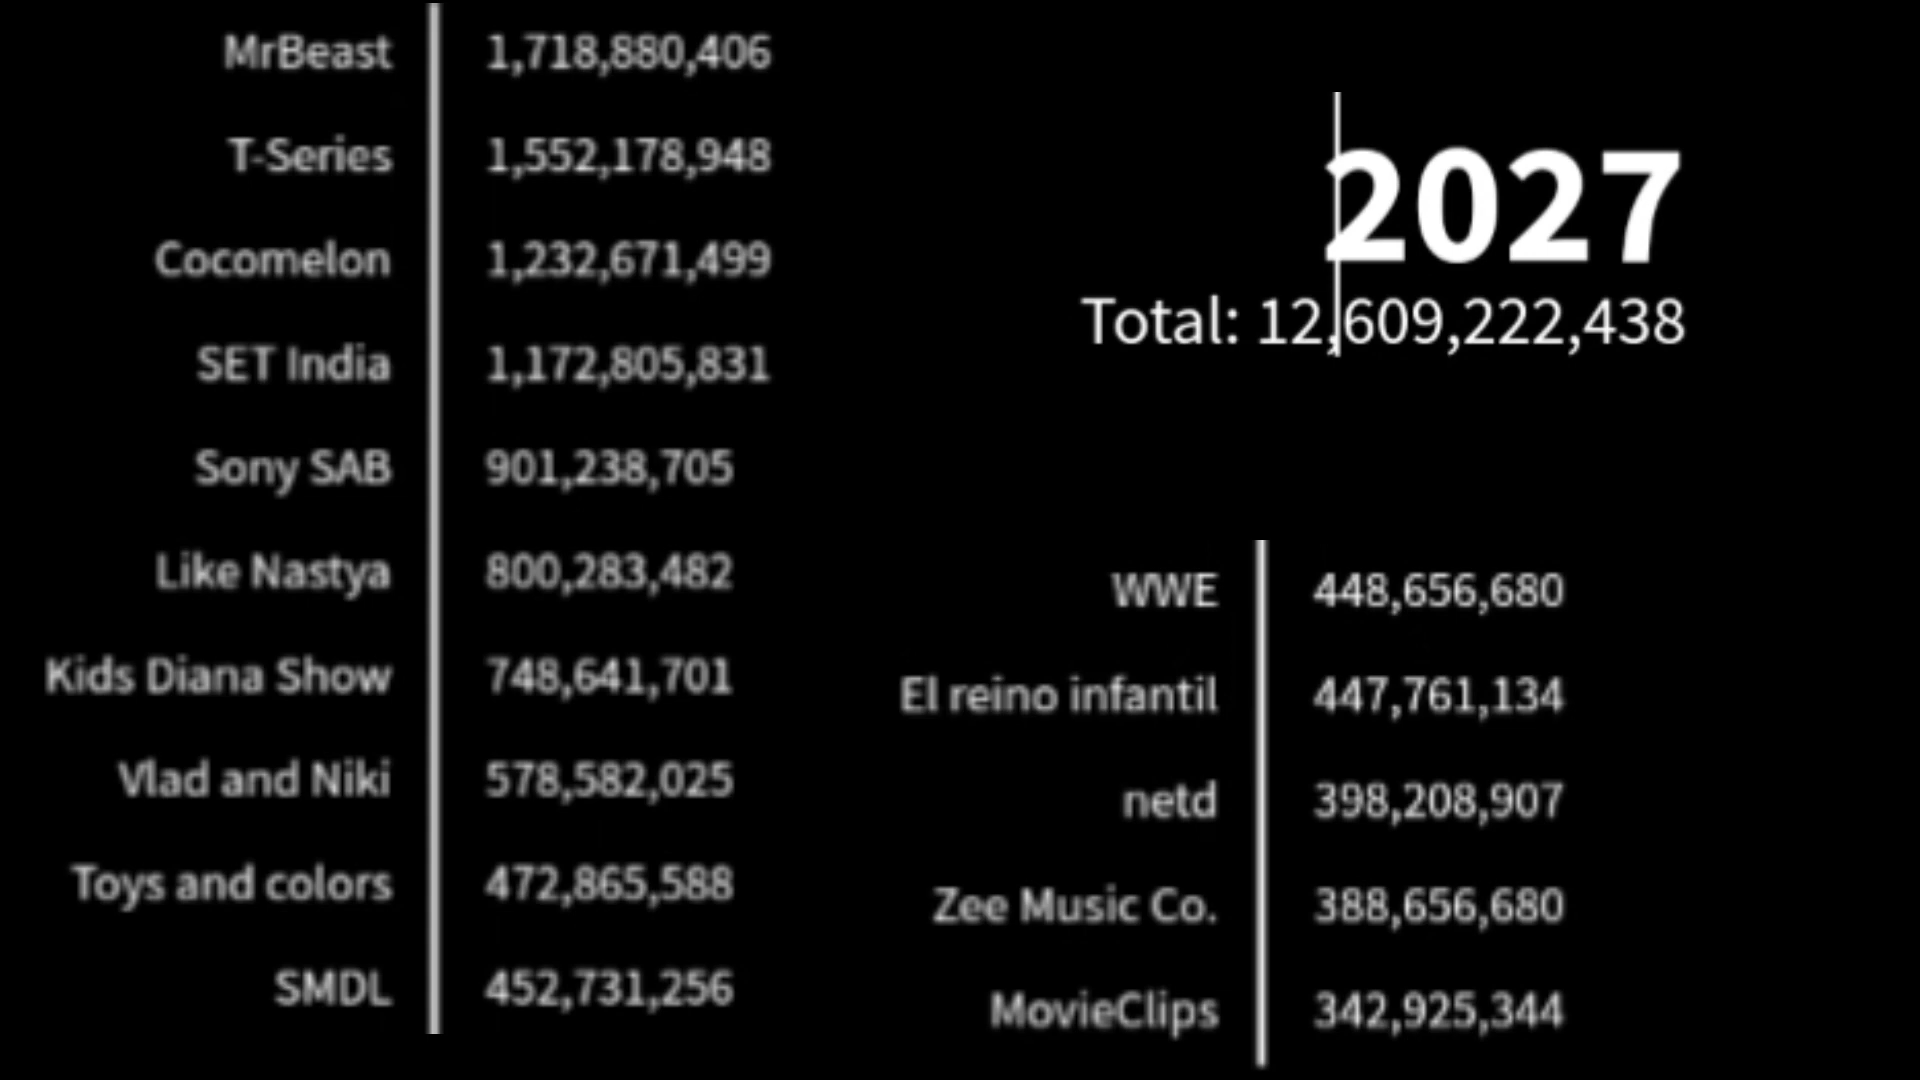 MrBeast 1,718,880,406
T-Series 1,552,178,948
Cocomelon 1,232,671,499
SET India 1,172,805,831
Sony SAB 901,238,705
Like Nastya 800,283,482
Kids Diana Show 748,641,701
Vlad and Niki 578,582,025
Toys and colors 472,865,588
SMDL 452,731,256
2027
Total: 12,609,222,438
WWE 448,656,680
El reino infantil 447,761,134
netd 398,208,907
Zee Music Co. 388,656,680
MovieClips 342,925,344